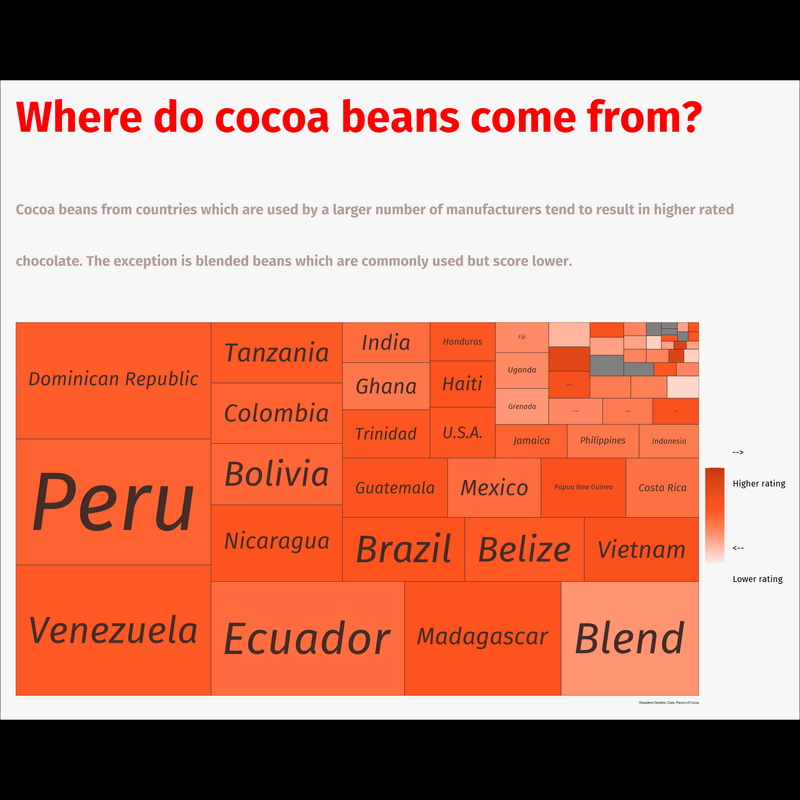 Where do cocoa beans come from?
Cocoa beans from countries which are used by a larger number of manufacturers tend to result in higher rated
chocolate. The exception is blended beans which are commonly used but score lower.
Dominican Republic
Peru
Venezuela
Tanzania
Colombia
Bolivia
Nicaragua
Ecuador
Madagascar
Blend
India
Ghana
Trinidad
Honduras
Haiti
U.S.A.
Fiji
Uganda
Grenada
Jamaica
Philippines
Indonesia
Guatemala
Mexico
Papua New Guinea
Costa Rica
Brazil
Belize
Vietnam
-->
Higher rating
<--
Lower rating